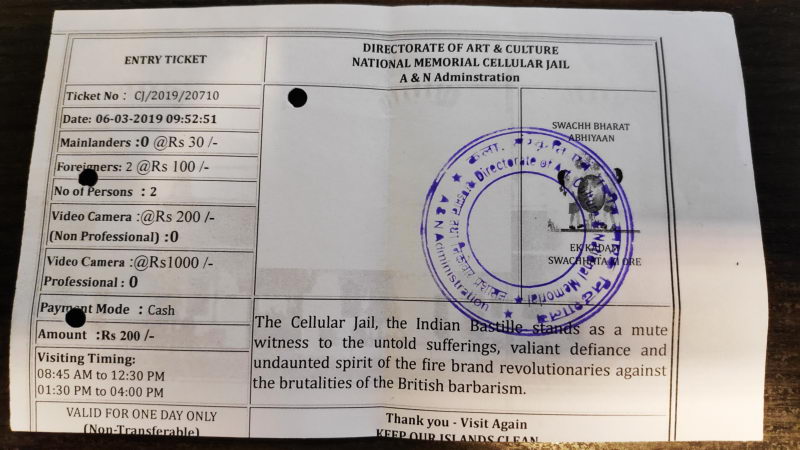 ENTRY TICKET
DIRECTORATE OF ART & CULTURE
NATIONAL MEMORIAL CELLULAR JAIL
A & N Adminstration
Ticket No : CJ/2019/20710
Date: 06-03-2019 09:52:51
Mainlanders :0 @Rs 30 /-
Foreigners: 2 @Rs 100 /-
No of Persons : 2
Video Camera :@Rs 200 /-
(Non Professional) :0
Video Camera :@Rs1000 /-
Professional : 0
Payment Mode : Cash
Amount :Rs 200 /-
Visiting Timing:
08:45 AM to 12:30 PM
01:30 PM to 04:00 PM
VALID FOR ONE DAY ONLY
(Non-Transferable)
SWACHH BHARAT
ABHIYAAN
EK KADAM
SWACHHATA KI ORE
Directorate of Art
National Memorial
A & N Administration
The Cellular Jail, the Indian Bastille stands as a mute
witness to the untold sufferings, valiant defiance and
undaunted spirit of the fire brand revolutionaries against
the brutalities of the British barbarism.
Thank you - Visit Again
KEEP OUR ISLANDS CLEAN